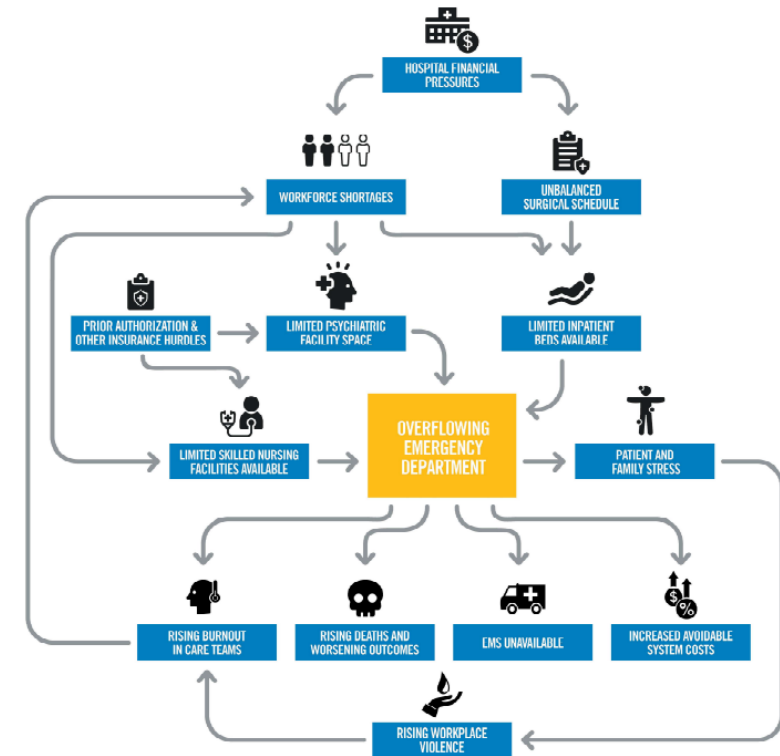 $
HOSPITAL FINANCIAL
PRESSURES
WORKFORCE SHORTAGES
UNBALANCED
SURGICAL SCHEDULE
PRIOR AUTHORIZATION &
OTHER INSURANCE HURDLES
LIMITED PSYCHIATRIC
FACILITY SPACE
LIMITED INPATIENT
BEDS AVAILABLE
LIMITED SKILLED NURSING
FACILITIES AVAILABLE
OVERFLOWING
EMERGENCY
DEPARTMENT
PATIENT AND
FAMILY STRESS
$
%
RISING BURNOUT
IN CARE TEAMS
RISING DEATHS AND
WORSENING OUTCOMES
EMS UNAVAILABLE
INCREASED AVOIDABLE
SYSTEM COSTS
RISING WORKPLACE
VIOLENCE